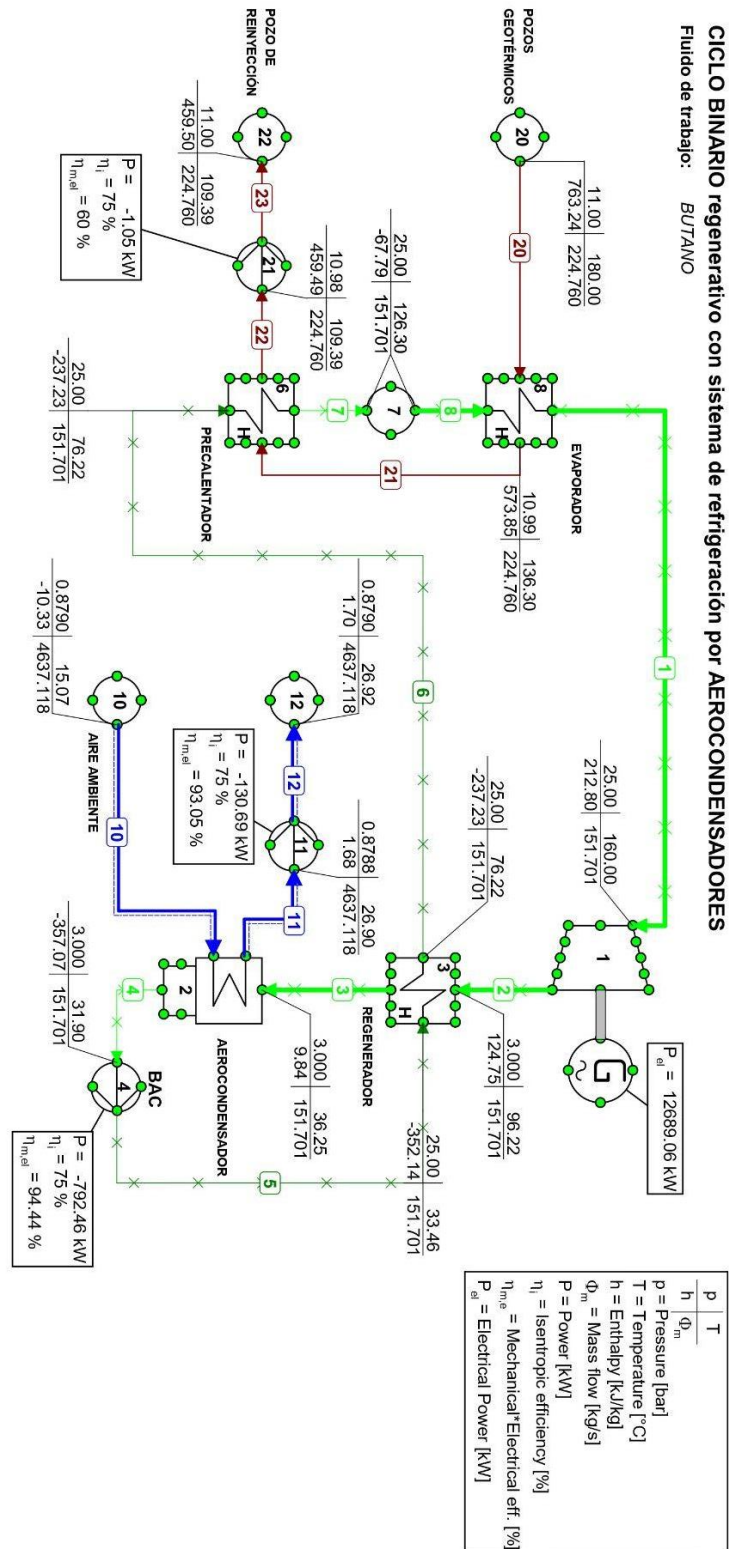 CICLO BINARIO regenerativo con sistema de refrigeración por AEROCONDENSADORES
Fluido de trabajo: BUTANO
p T
h Φm
p = Pressure [bar]
T = Temperature [°C]
h = Enthalpy [kJ/kg]
Φm = Mass flow [kg/s]
P = Power [kW]
ηi = Isentropic efficiency [%]
ηm,e = Mechanical*Electrical eff. [%]
Pel = Electrical Power [kW]
POZOS
GEOTÉRMICOS
20
11.00 180.00
763.24 224.760
20
8
H
EVAPORADOR
1
25.00 160.00
212.80 151.701
1
G
~
Pel = 12689.06 kW
10.99 136.30
573.85 224.760
21
8
7
25.00 126.30
-67.79 151.701
7
2
3.000 96.22
124.75 151.701
POZO DE
REINYECCIÓN
22
11.00 109.39
459.50 224.760
23
21
10.98 109.39
459.49 224.760
22
6
H
PRECALENTADOR
P = -1.05 kW
ηi = 75 %
ηm,el = 60 %
25.00 76.22
-237.23 151.701
6
25.00 76.22
-237.23 151.701
3
H
REGENERADOR
25.00 33.46
-352.14 151.701
3
3.000 36.25
9.84 151.701
12
0.8790 26.92
1.70 4637.118
12
11
0.8788 26.90
1.68 4637.118
11
P = -130.69 kW
ηi = 75 %
ηm,el = 93.05 %
2
AEROCONDENSADOR
10
0.8790 15.07
-10.33 4637.118
AIRE AMBIENTE
10
4
3.000 31.90
-357.07 151.701
4
BAC
5
P = -792.46 kW
ηi = 75 %
ηm,el = 94.44 %